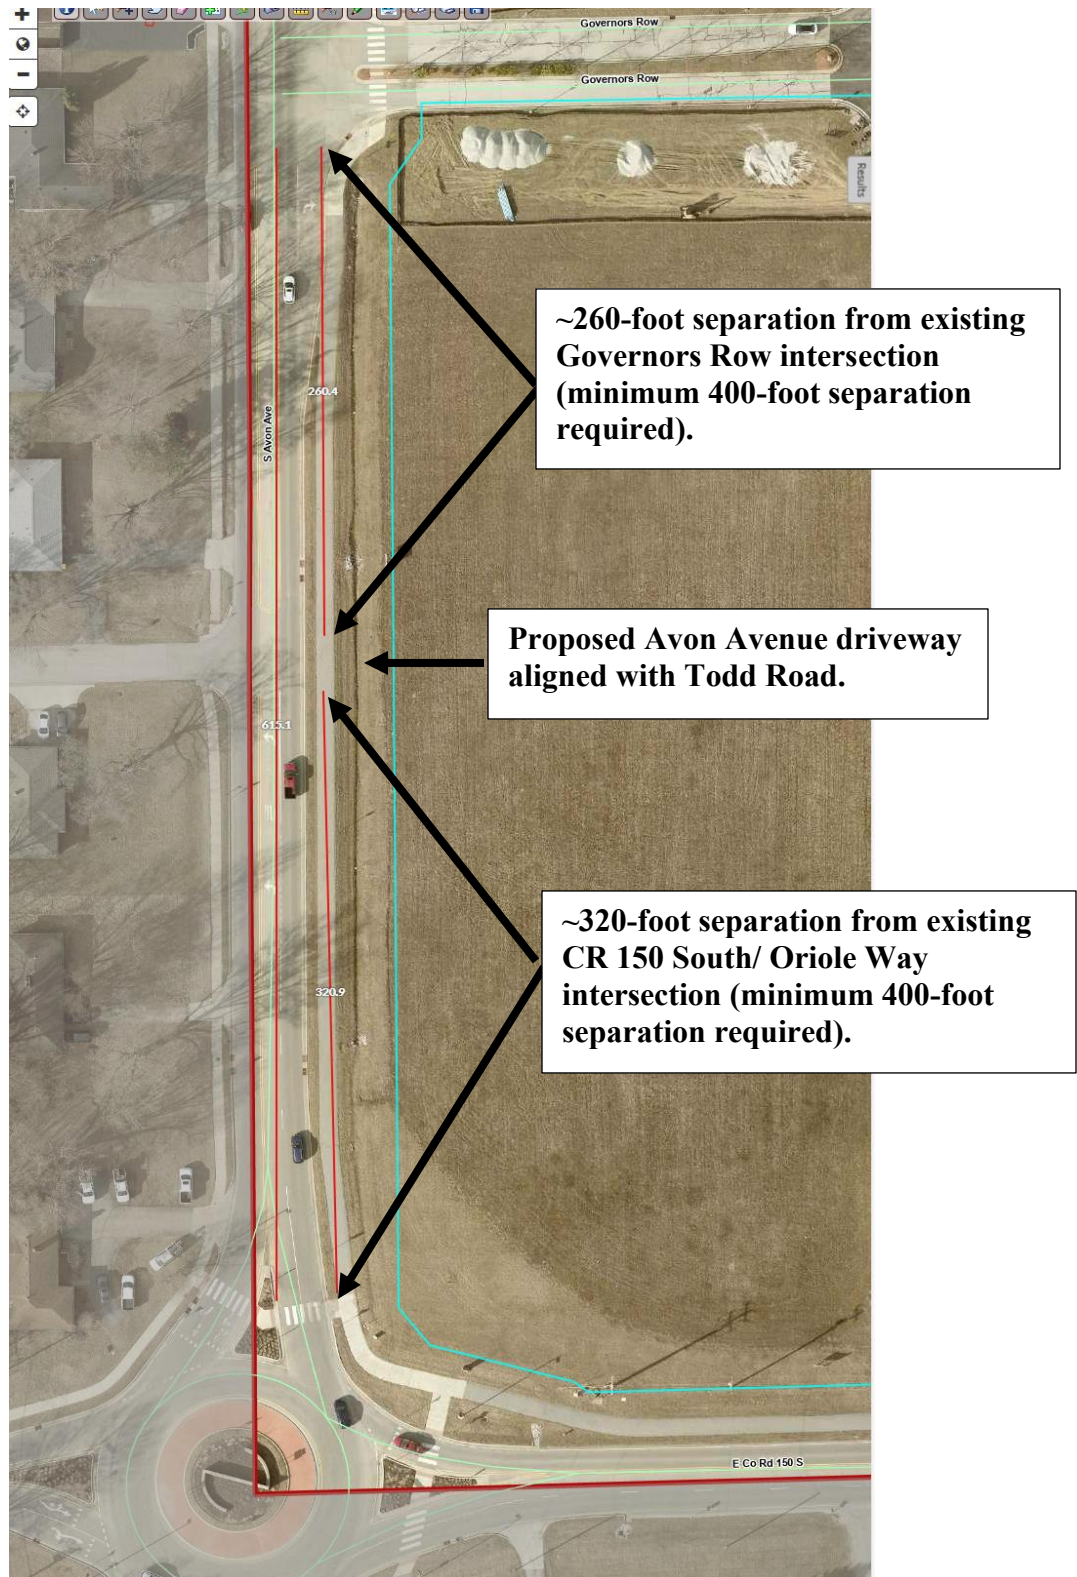 Governors Row
Governors Row
Results
~260-foot separation from existing
Governors Row intersection
(minimum 400-foot separation
required).
260.4
S Avon Ave
Proposed Avon Avenue driveway
aligned with Todd Road.
615.1
~320-foot separation from existing
CR 150 South/ Oriole Way
intersection (minimum 400-foot
separation required).
320.9
E Co Rd 150 S